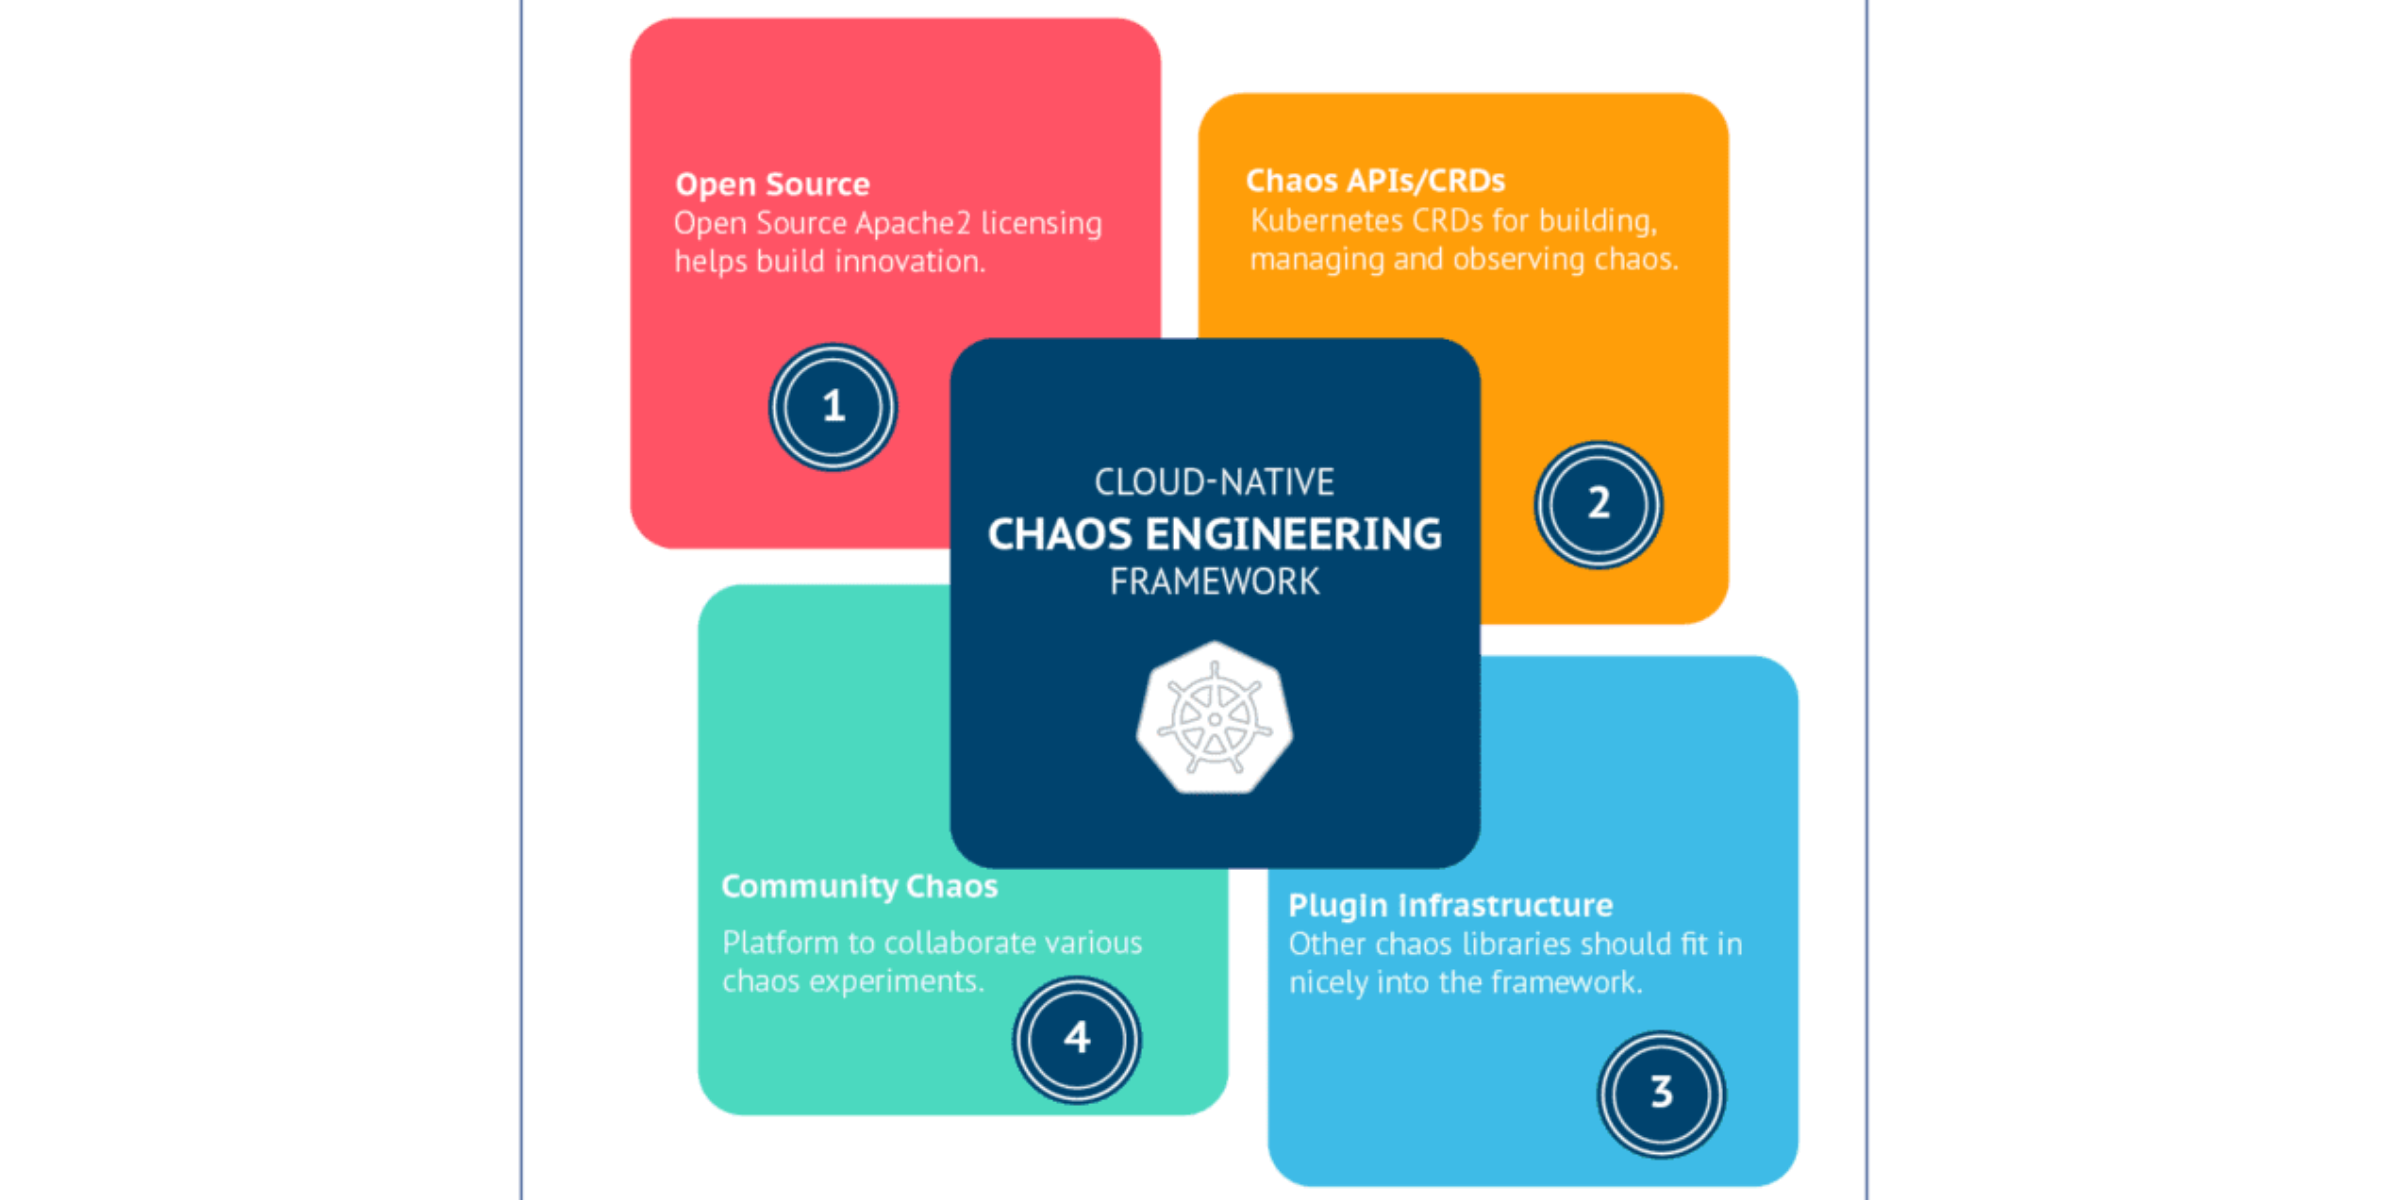 Open Source
Open Source Apache2 licensing
helps build innovation.
1
Chaos APIs/CRDs
Kubernetes CRDs for building,
managing and observing chaos.
2
CLOUD-NATIVE
CHAOS ENGINEERING
FRAMEWORK
Community Chaos
Platform to collaborate various
chaos experiments.
4
Plugin infrastructure
Other chaos libraries should fit in
nicely into the framework.
3